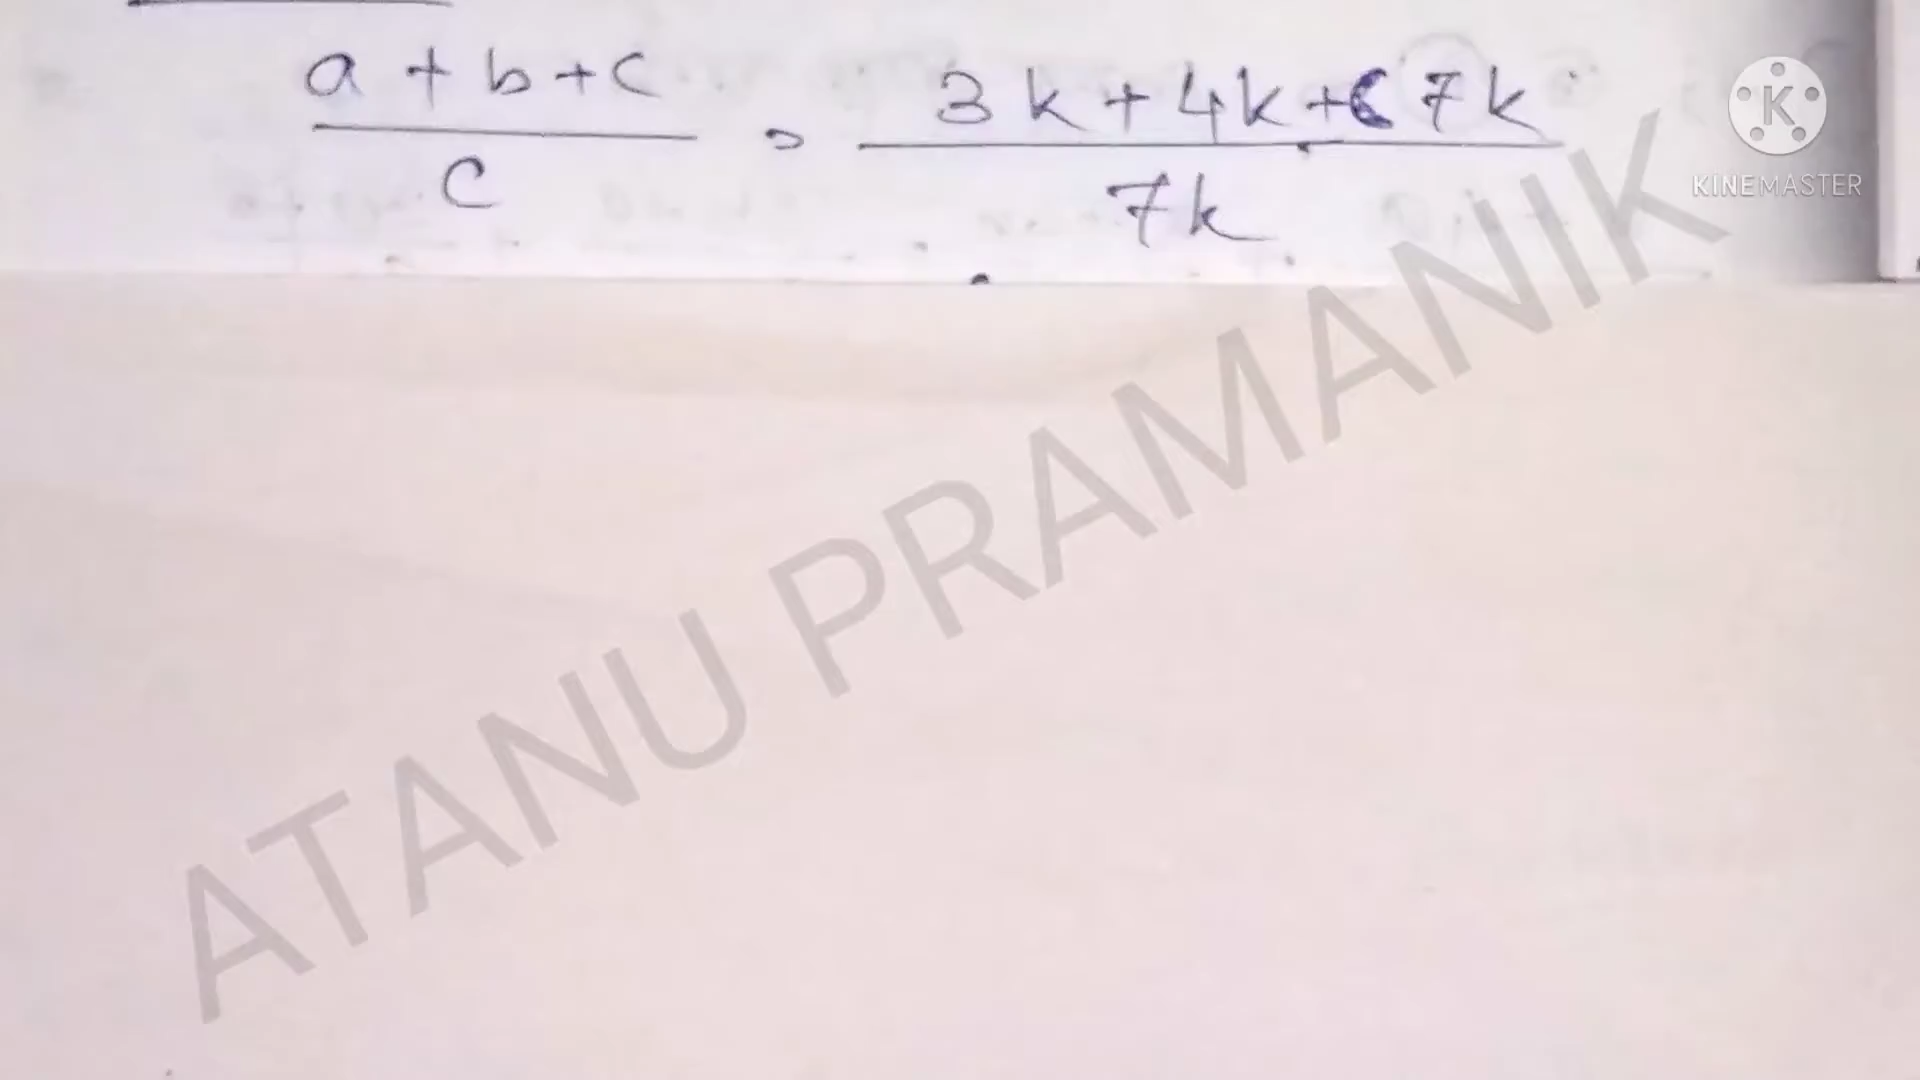 a + b + c / c = 3k + 4k + 7k / 7k
K
KINEMASTER
ATANU PRAMANIK